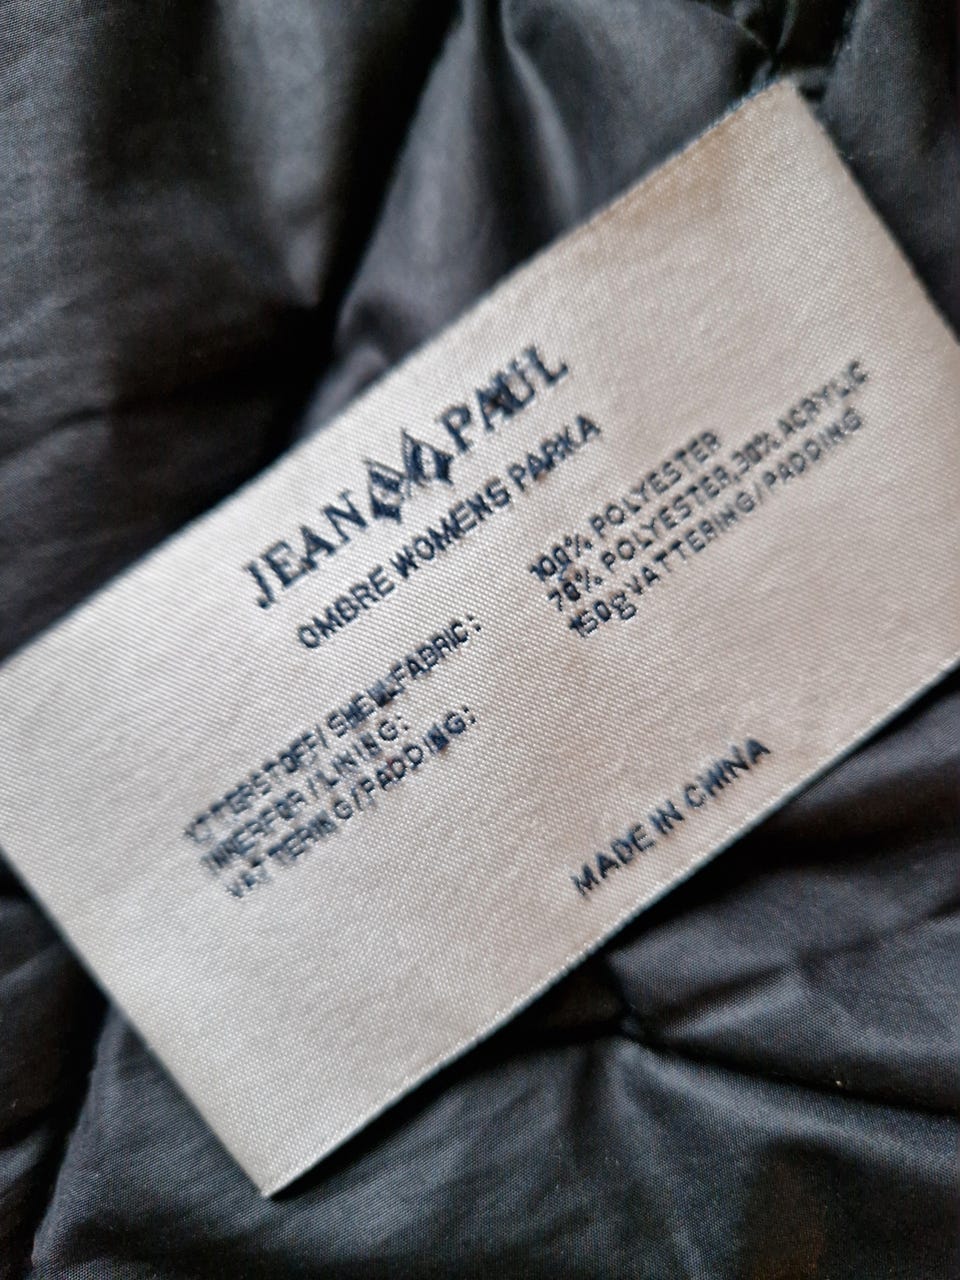 JEAN PAUL
OMBRE WOMENS PARKA
YTTERSTOFF/SHEWLFABRIC: 100% POLYESTER
INNERFOR/LINING: 70% POLYESTER,30% ACRYLIC
VATTERING/PADDING: 150g VATTERING/PADDING
MADE IN CHINA